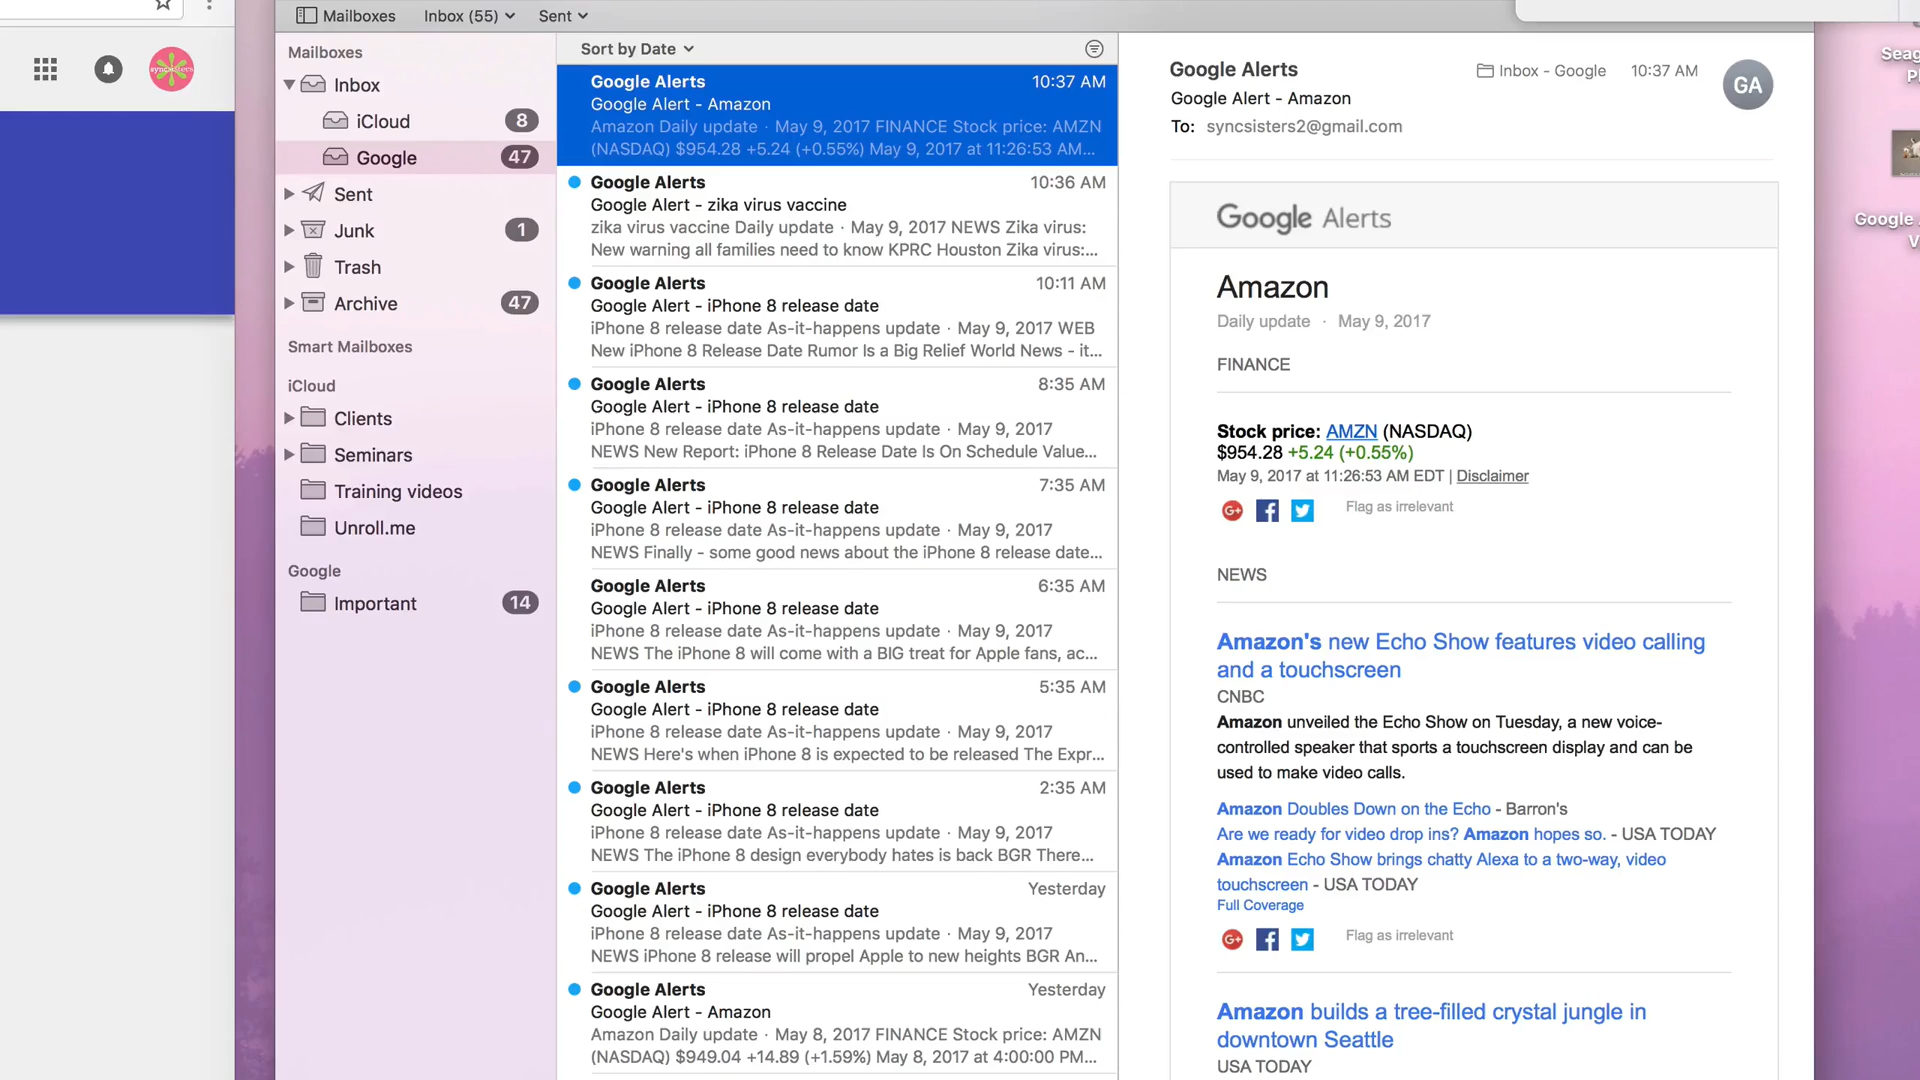 Mailboxes
Inbox (55)
Sent
Mailboxes
Inbox
iCloud
8
Google
47
Sent
Junk
1
Trash
Archive
47
Smart Mailboxes
iCloud
Clients
Seminars
Training videos
Unroll.me
Google
Important
14
Sort by Date
Google Alerts
10:37 AM
Google Alert - Amazon
Amazon Daily update · May 9, 2017 FINANCE Stock price: AMZN
(NASDAQ) $954.28 +5.24 (+0.55%) May 9, 2017 at 11:26:53 AM...
Google Alerts
10:36 AM
Google Alert - zika virus vaccine
zika virus vaccine Daily update · May 9, 2017 NEWS Zika virus:
New warning all families need to know KPRC Houston Zika virus:...
Google Alerts
10:11 AM
Google Alert - iPhone 8 release date
iPhone 8 release date As-it-happens update · May 9, 2017 WEB
New iPhone 8 Release Date Rumor Is a Big Relief World News - it...
Google Alerts
8:35 AM
Google Alert - iPhone 8 release date
iPhone 8 release date As-it-happens update · May 9, 2017
NEWS New Report: iPhone 8 Release Date Is On Schedule Value...
Google Alerts
7:35 AM
Google Alert - iPhone 8 release date
iPhone 8 release date As-it-happens update · May 9, 2017
NEWS Finally - some good news about the iPhone 8 release date...
Google Alerts
6:35 AM
Google Alert - iPhone 8 release date
iPhone 8 release date As-it-happens update · May 9, 2017
NEWS The iPhone 8 will come with a BIG treat for Apple fans, ac...
Google Alerts
5:35 AM
Google Alert - iPhone 8 release date
iPhone 8 release date As-it-happens update · May 9, 2017
NEWS Here's when iPhone 8 is expected to be released The Expr...
Google Alerts
2:35 AM
Google Alert - iPhone 8 release date
iPhone 8 release date As-it-happens update · May 9, 2017
NEWS The iPhone 8 design everybody hates is back BGR There...
Google Alerts
Yesterday
Google Alert - iPhone 8 release date
iPhone 8 release date As-it-happens update · May 9, 2017
NEWS iPhone 8 release will propel Apple to new heights BGR An...
Google Alerts
Yesterday
Google Alert - Amazon
Amazon Daily update · May 8, 2017 FINANCE Stock price: AMZN
(NASDAQ) $949.04 +14.89 (+1.59%) May 8, 2017 at 4:00:00 PM...
Google Alerts
Inbox - Google
10:37 AM
GA
Google Alert - Amazon
To: syncsisters2@gmail.com
Google Alerts
Amazon
Daily update · May 9, 2017
FINANCE
Stock price: AMZN (NASDAQ)
$954.28 +5.24 (+0.55%)
May 9, 2017 at 11:26:53 AM EDT | Disclaimer
G+
Flag as irrelevant
NEWS
Amazon's new Echo Show features video calling
and a touchscreen
CNBC
Amazon unveiled the Echo Show on Tuesday, a new voice-
controlled speaker that sports a touchscreen display and can be
used to make video calls.
Amazon Doubles Down on the Echo - Barron's
Are we ready for video drop ins? Amazon hopes so. - USA TODAY
Amazon Echo Show brings chatty Alexa to a two-way, video
touchscreen - USA TODAY
Full Coverage
G+
Flag as irrelevant
Amazon builds a tree-filled crystal jungle in
downtown Seattle
USA TODAY
Google